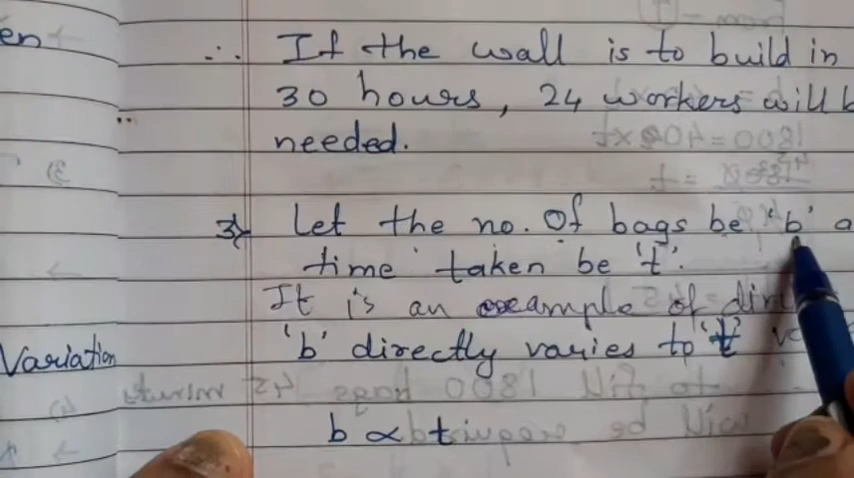 en
∴ If the wall is to build in
30 hours, 24 workers will b
needed.
3) Let the no. of bags be 'b' a
time taken be 't'.
It is an example of dir
Variation
'b' directly varies to 't'
b ∝ t